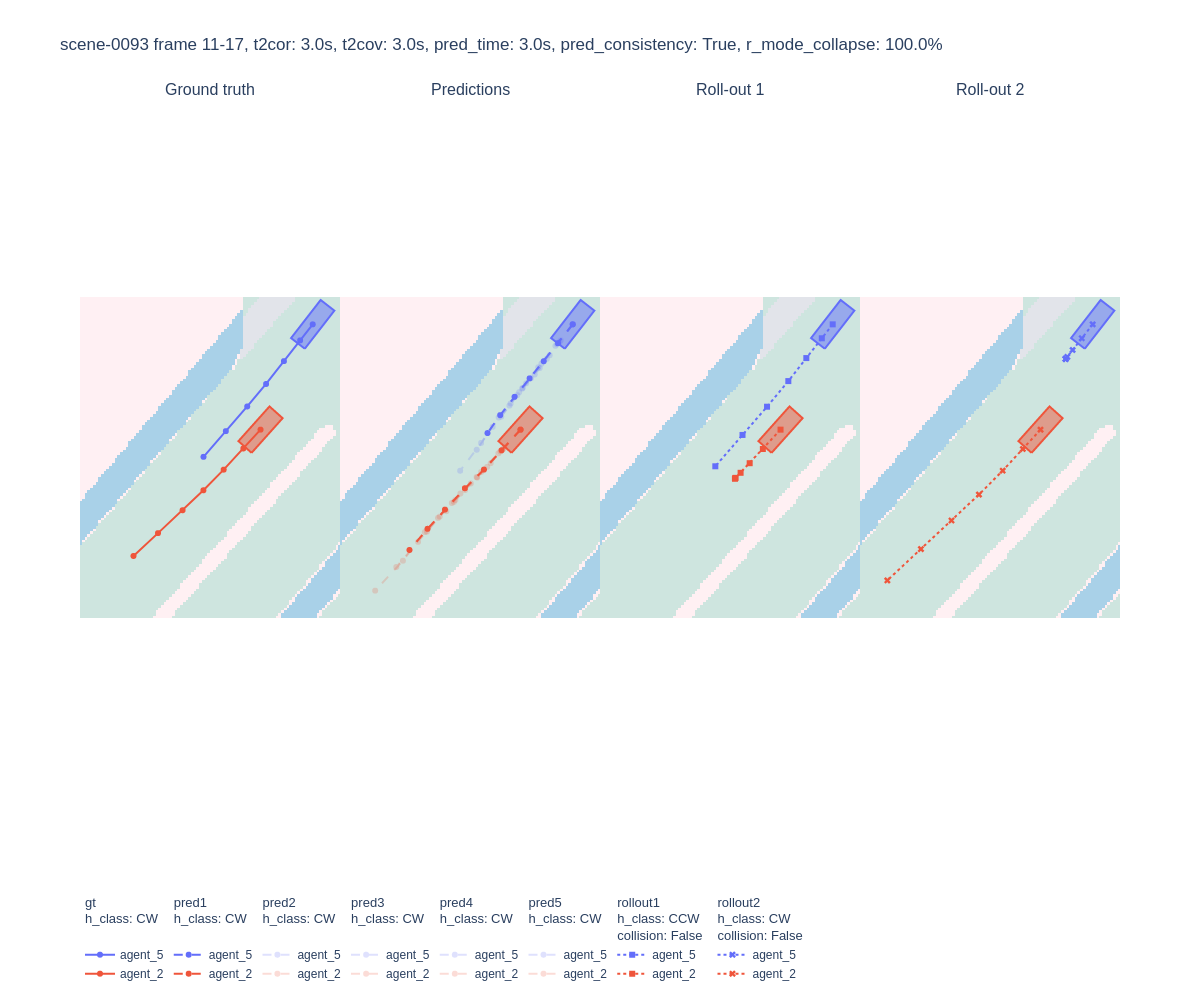 scene-0093 frame 11-17, t2cor: 3.0s, t2cov: 3.0s, pred_time: 3.0s, pred_consistency: True, r_mode_collapse: 100.0%
Ground truth Predictions Roll-out 1 Roll-out 2
gt pred1 pred2 pred3 pred4 pred5 rollout1 rollout2
h_class: CW h_class: CW h_class: CW h_class: CW h_class: CW h_class: CW h_class: CCW h_class: CW
collision: False collision: False
agent_5 agent_5 agent_5 agent_5 agent_5 agent_5 agent_5 agent_5
agent_2 agent_2 agent_2 agent_2 agent_2 agent_2 agent_2 agent_2